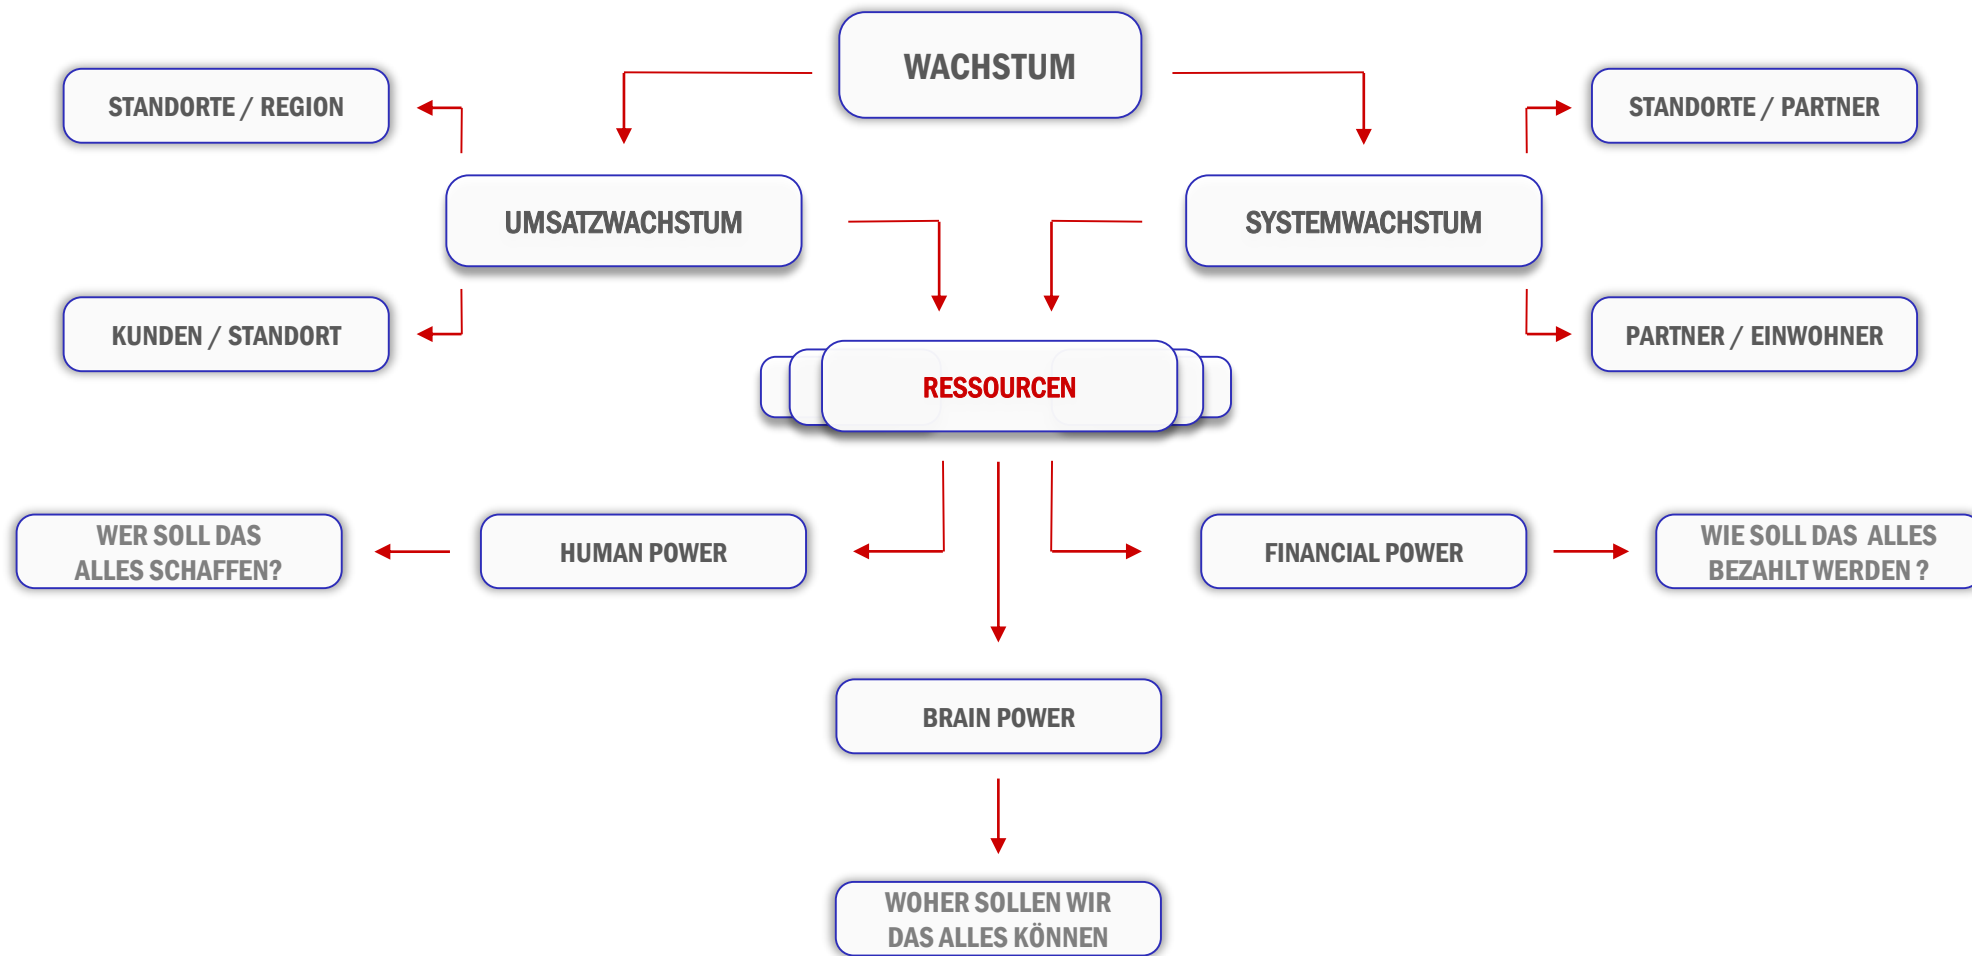 WACHSTUM
STANDORTE / REGION
STANDORTE / PARTNER
UMSATZWACHSTUM
SYSTEMWACHSTUM
KUNDEN / STANDORT
PARTNER / EINWOHNER
RESSOURCEN
WER SOLL DAS
ALLES SCHAFFEN?
HUMAN POWER
FINANCIAL POWER
WIE SOLL DAS ALLES
BEZAHLT WERDEN ?
BRAIN POWER
WOHER SOLLEN WIR
DAS ALLES KÖNNEN